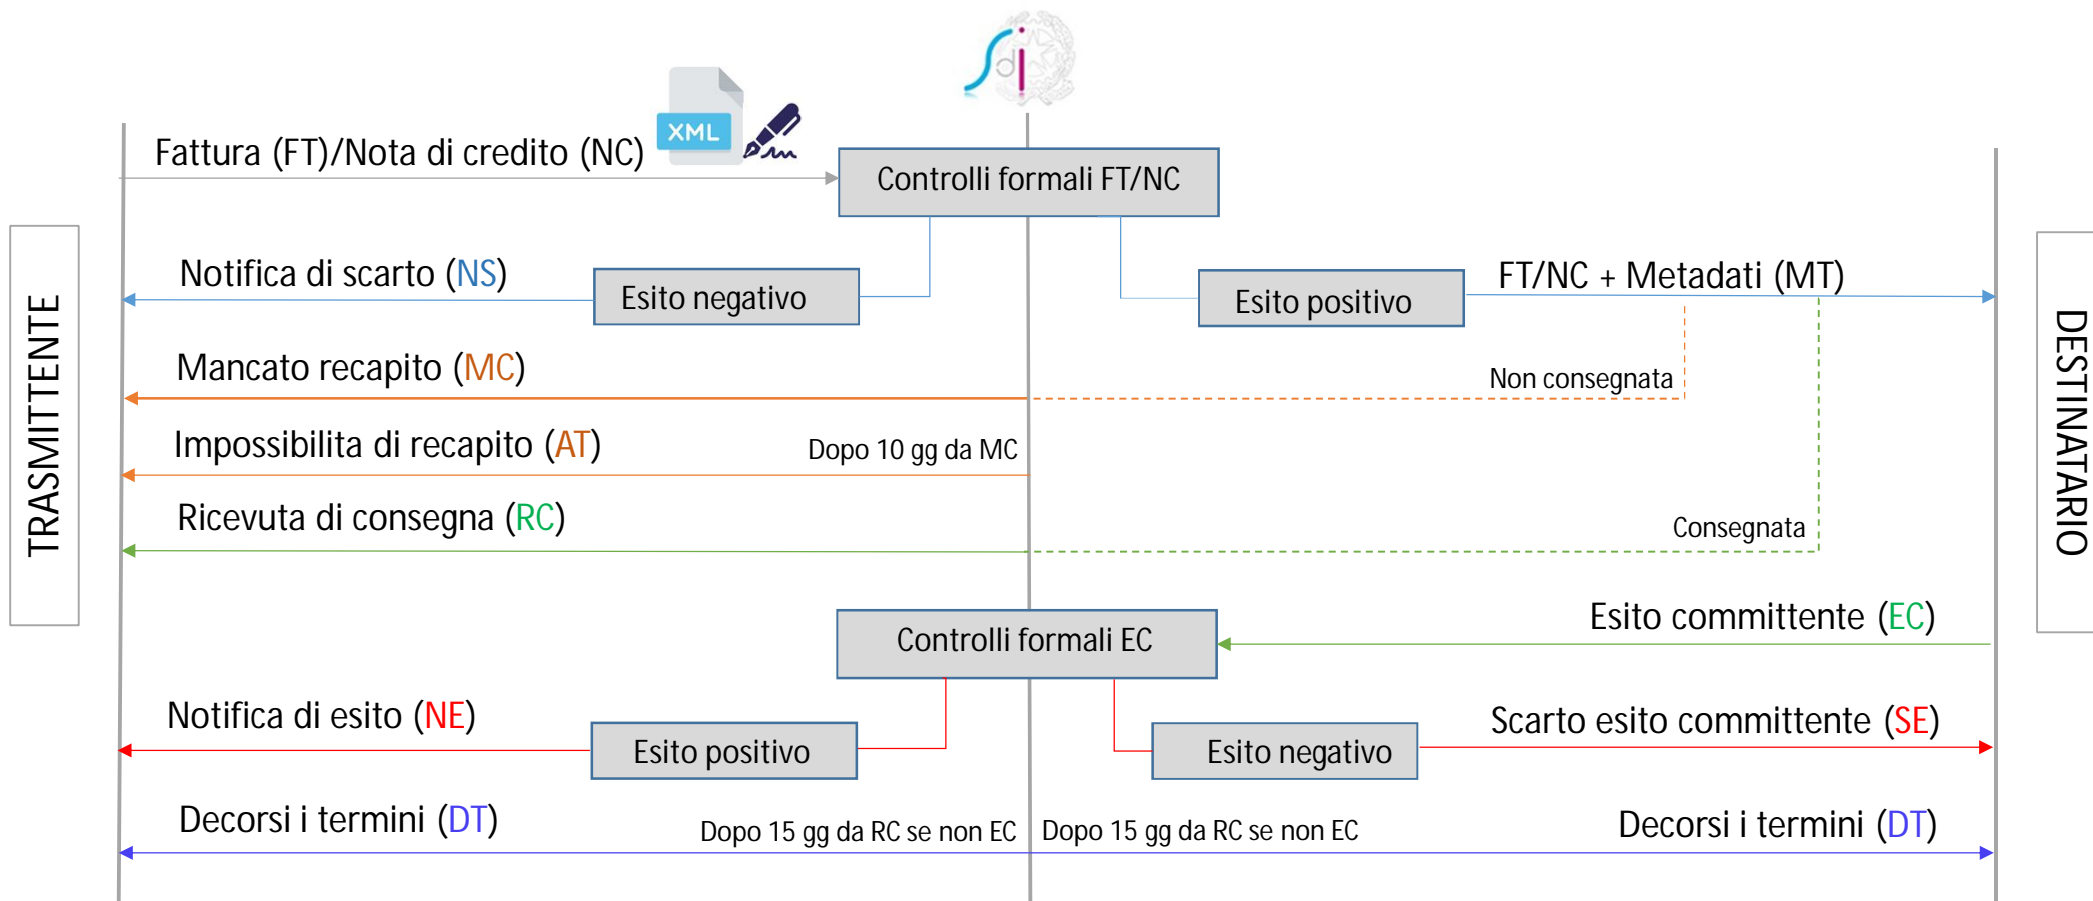 Sdi
XML
Fattura (FT)/Nota di credito (NC)
Controlli formali FT/NC
Notifica di scarto (NS)
Esito negativo
Esito positivo
FT/NC + Metadati (MT)
TRASMITTENTE
DESTINATARIO
Mancato recapito (MC)
Non consegnata
Impossibilita di recapito (AT)
Dopo 10 gg da MC
Ricevuta di consegna (RC)
Consegnata
Esito committente (EC)
Controlli formali EC
Notifica di esito (NE)
Esito positivo
Esito negativo
Scarto esito committente (SE)
Decorsi i termini (DT)
Dopo 15 gg da RC se non EC
Dopo 15 gg da RC se non EC
Decorsi i termini (DT)